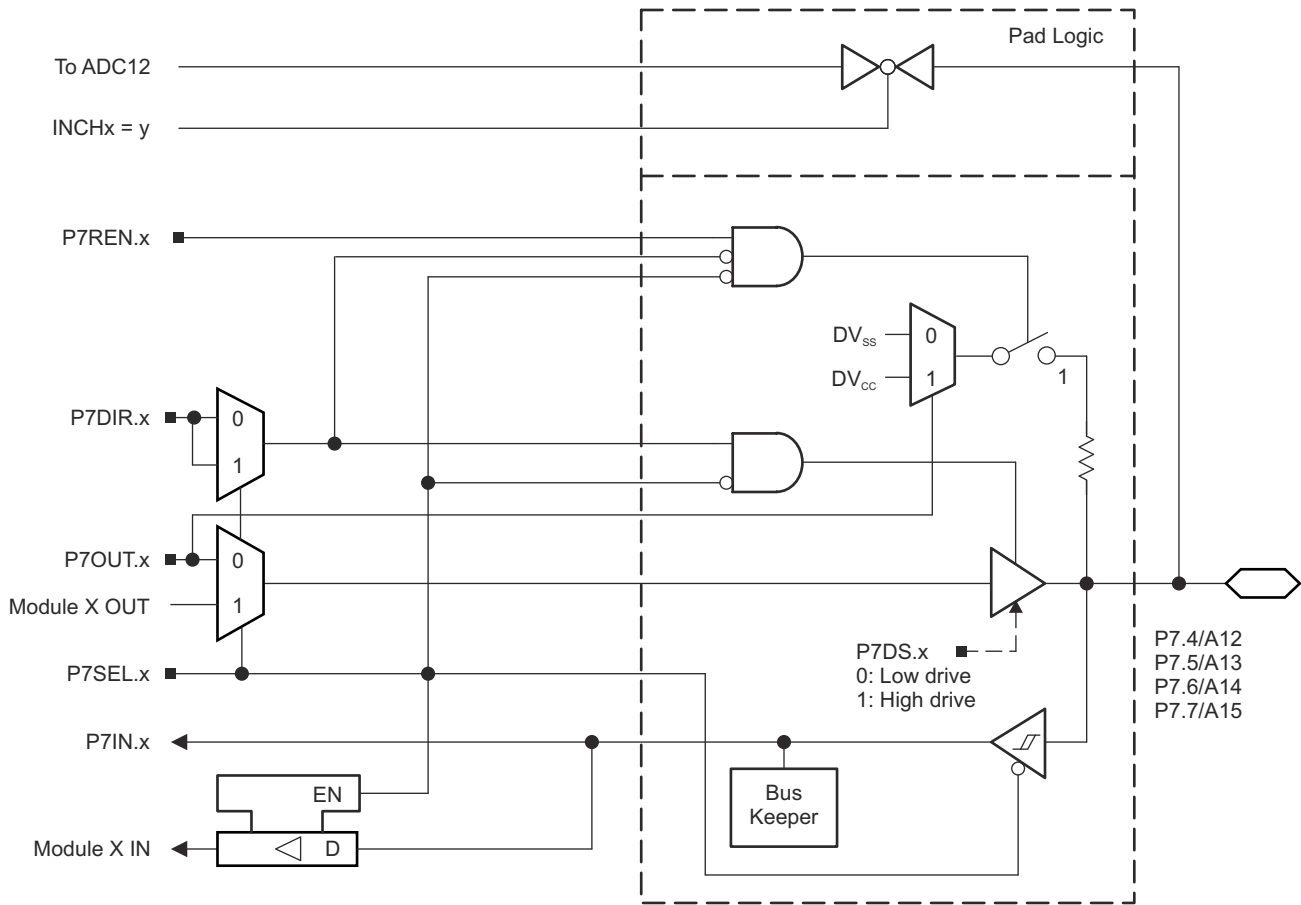 Pad Logic
To ADC12
INCHx = y
P7REN.x
DVSS
0
DVCC
1
1
P7DIR.x
0
1
P7OUT.x
0
Module X OUT
1
P7SEL.x
P7DS.x
0: Low drive
1: High drive
P7.4/A12
P7.5/A13
P7.6/A14
P7.7/A15
P7IN.x
EN
Bus
Keeper
Module X IN
D